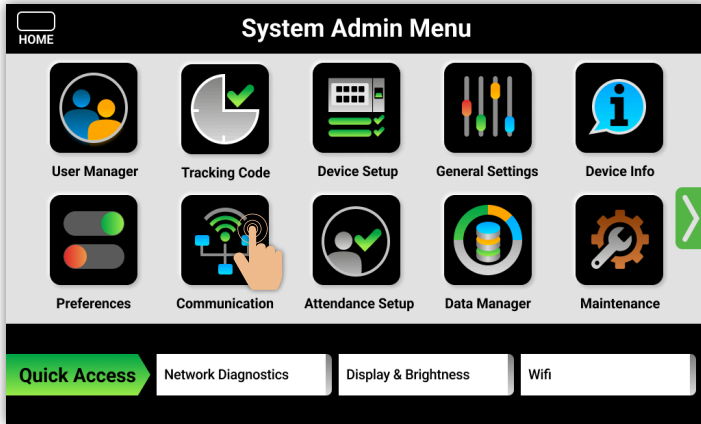 HOME
System Admin Menu
User Manager
Tracking Code
Device Setup
General Settings
Device Info
Preferences
Communication
Attendance Setup
Data Manager
Maintenance
Quick Access
Network Diagnostics
Display & Brightness
Wifi